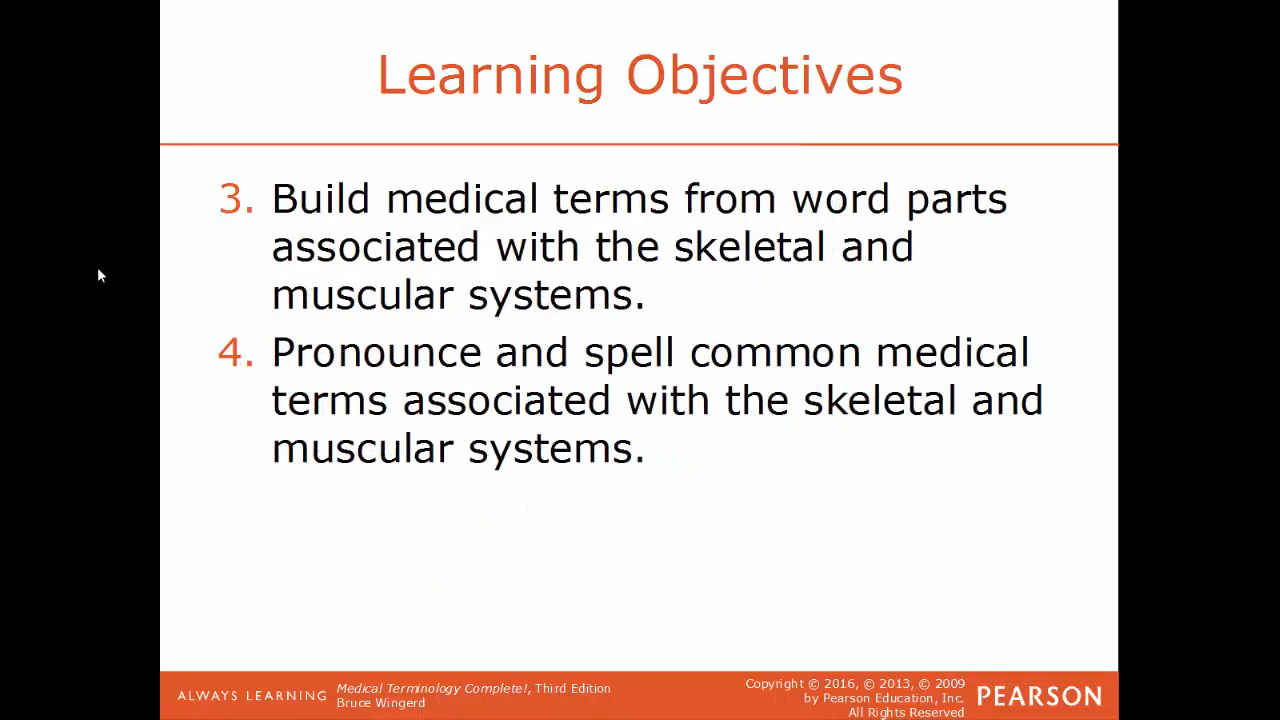 Learning Objectives
3. Build medical terms from word parts
associated with the skeletal and
muscular systems.
4. Pronounce and spell common medical
terms associated with the skeletal and
muscular systems.
ALWAYS LEARNING
Medical Terminology Complete!, Third Edition
Bruce Wingerd
Copyright © 2016, © 2013, © 2009
by Pearson Education, Inc.
All Rights Reserved
PEARSON